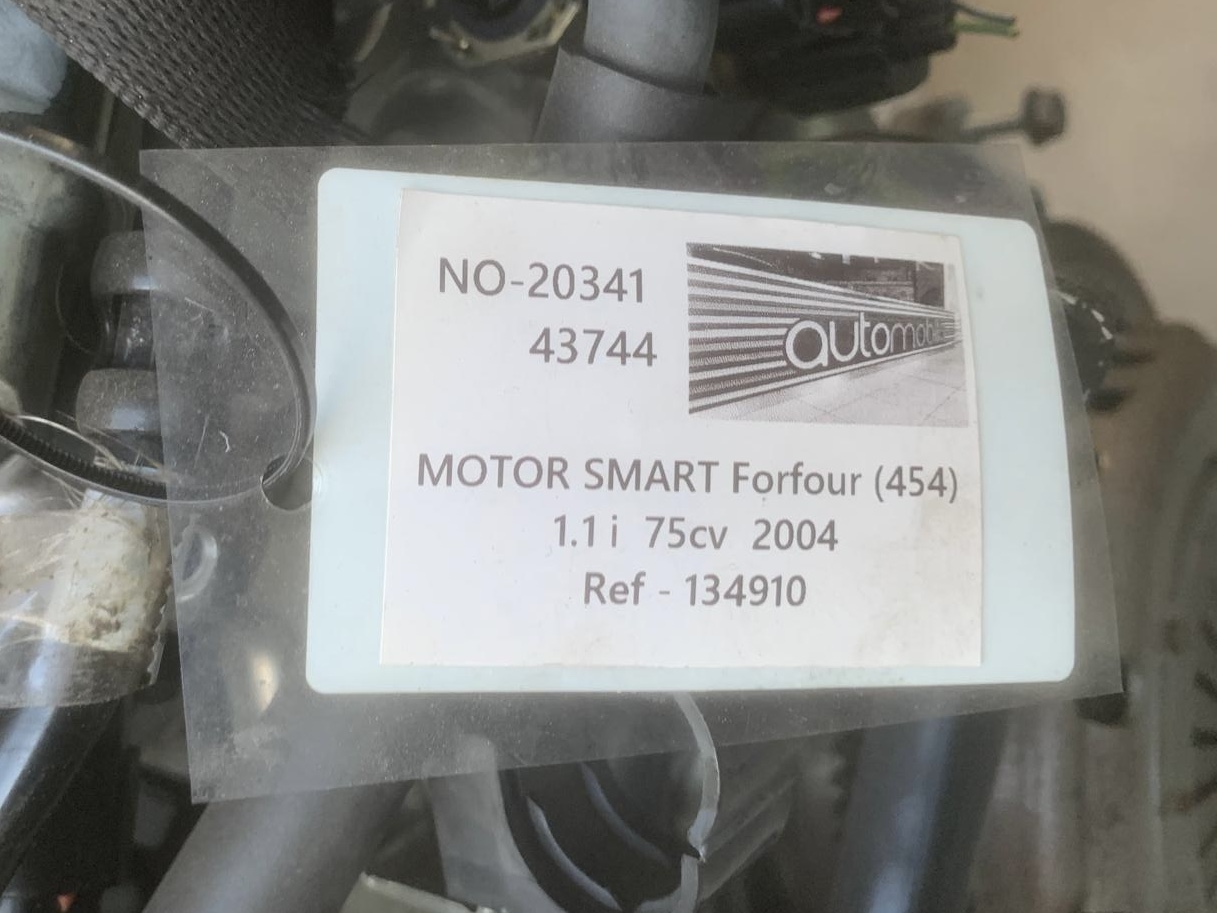 NO-20341
43744
automobile
MOTOR SMART Forfour (454)
1.1 i 75cv 2004
Ref - 134910